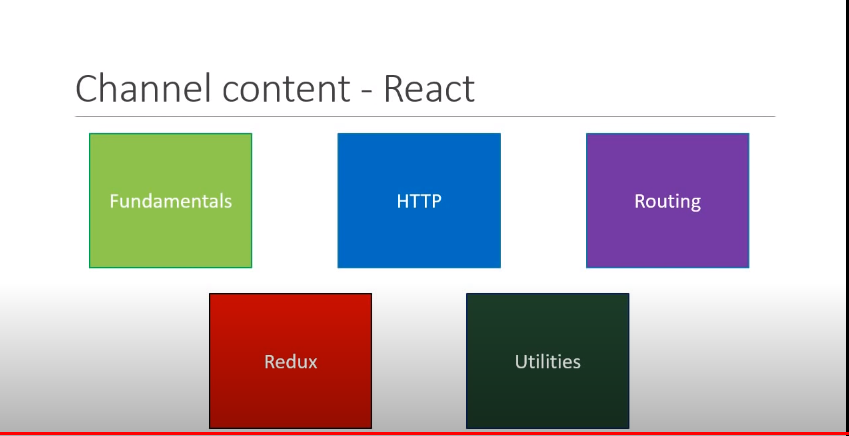 Channel content - React
Fundamentals
HTTP
Routing
Redux
Utilities